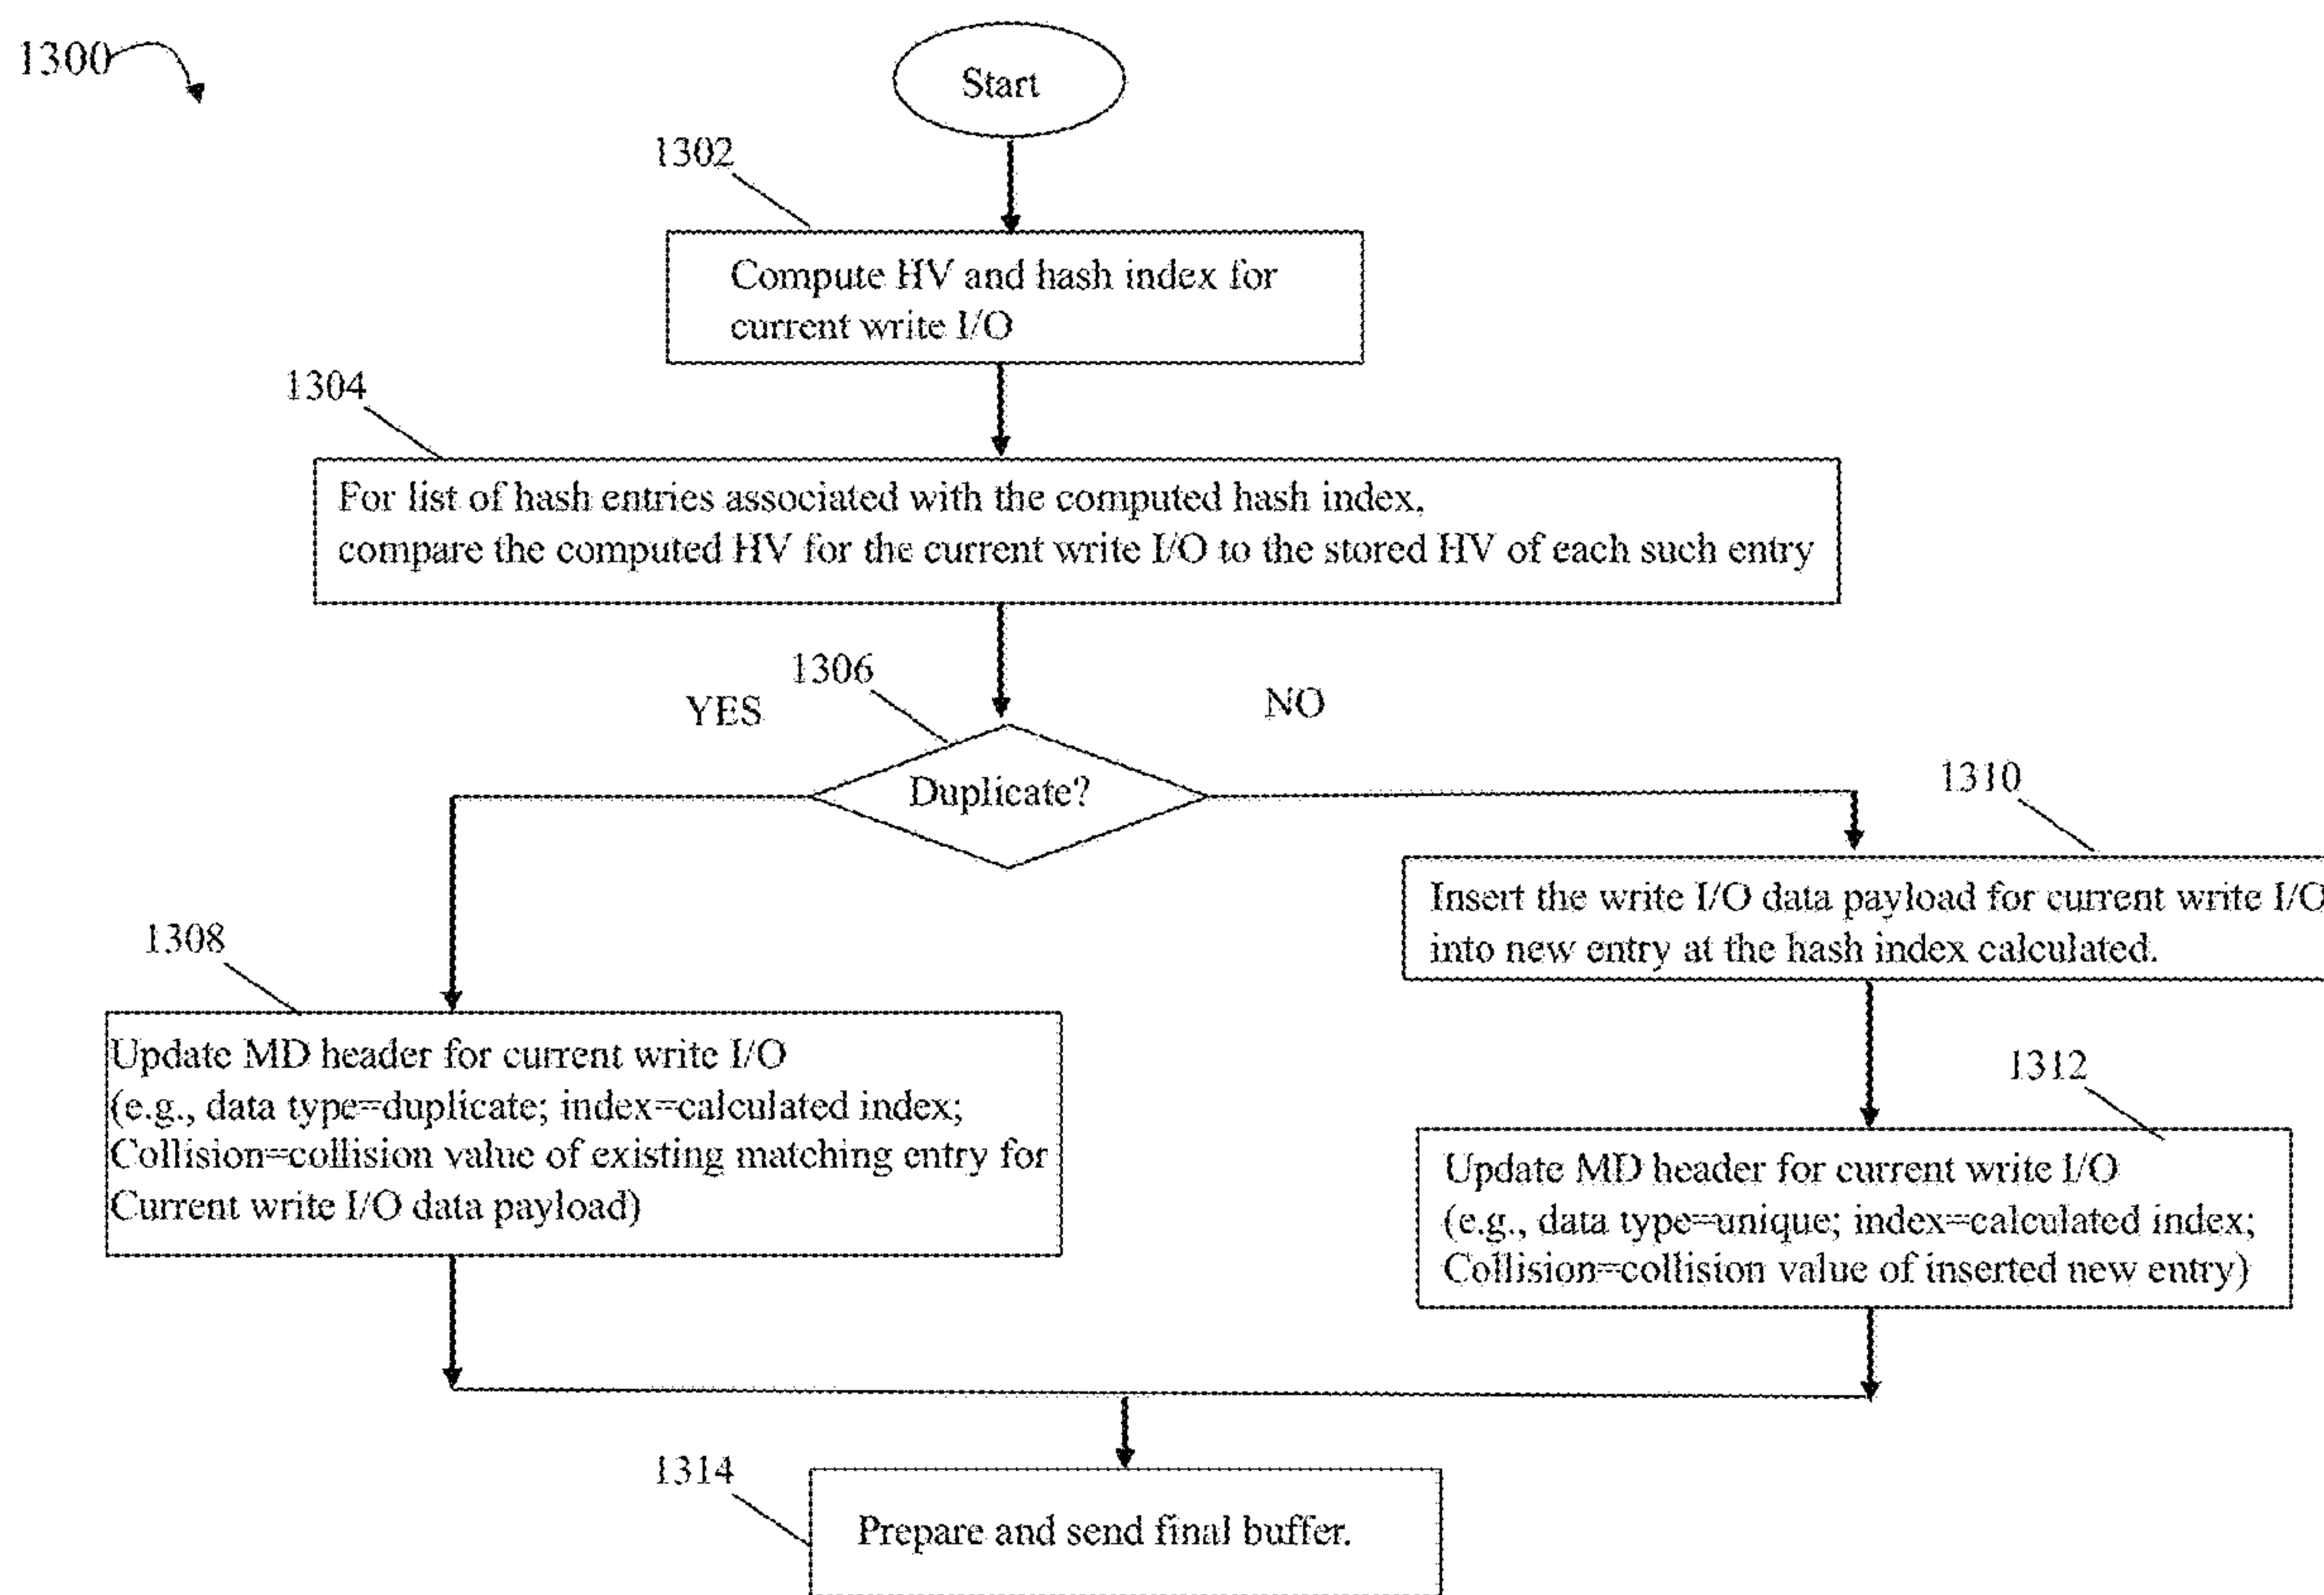 1300
Start
1302
Compute HV and hash index for
current write I/O
1304
For list of hash entries associated with the computed hash index,
compare the computed HV for the current write I/O to the stored HV of each such entry
1306
YES
NO
Duplicate?
1310
Insert the write I/O data payload for current write I/O
into new entry at the hash index calculated.
1308
Update MD header for current write I/O
(e.g., data type=duplicate; index=calculated index;
Collision=collision value of existing matching entry for
Current write I/O data payload)
1312
Update MD header for current write I/O
(e.g., data type=unique; index=calculated index;
Collision=collision value of inserted new entry)
1314
Prepare and send final buffer.